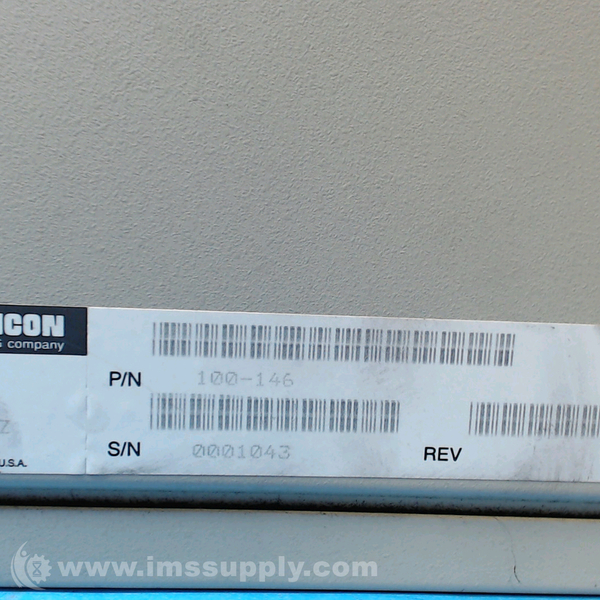 ICON
company
P/N 100-146
Z
S/N 0001043 REV
U.S.A.
www.imssupply.com